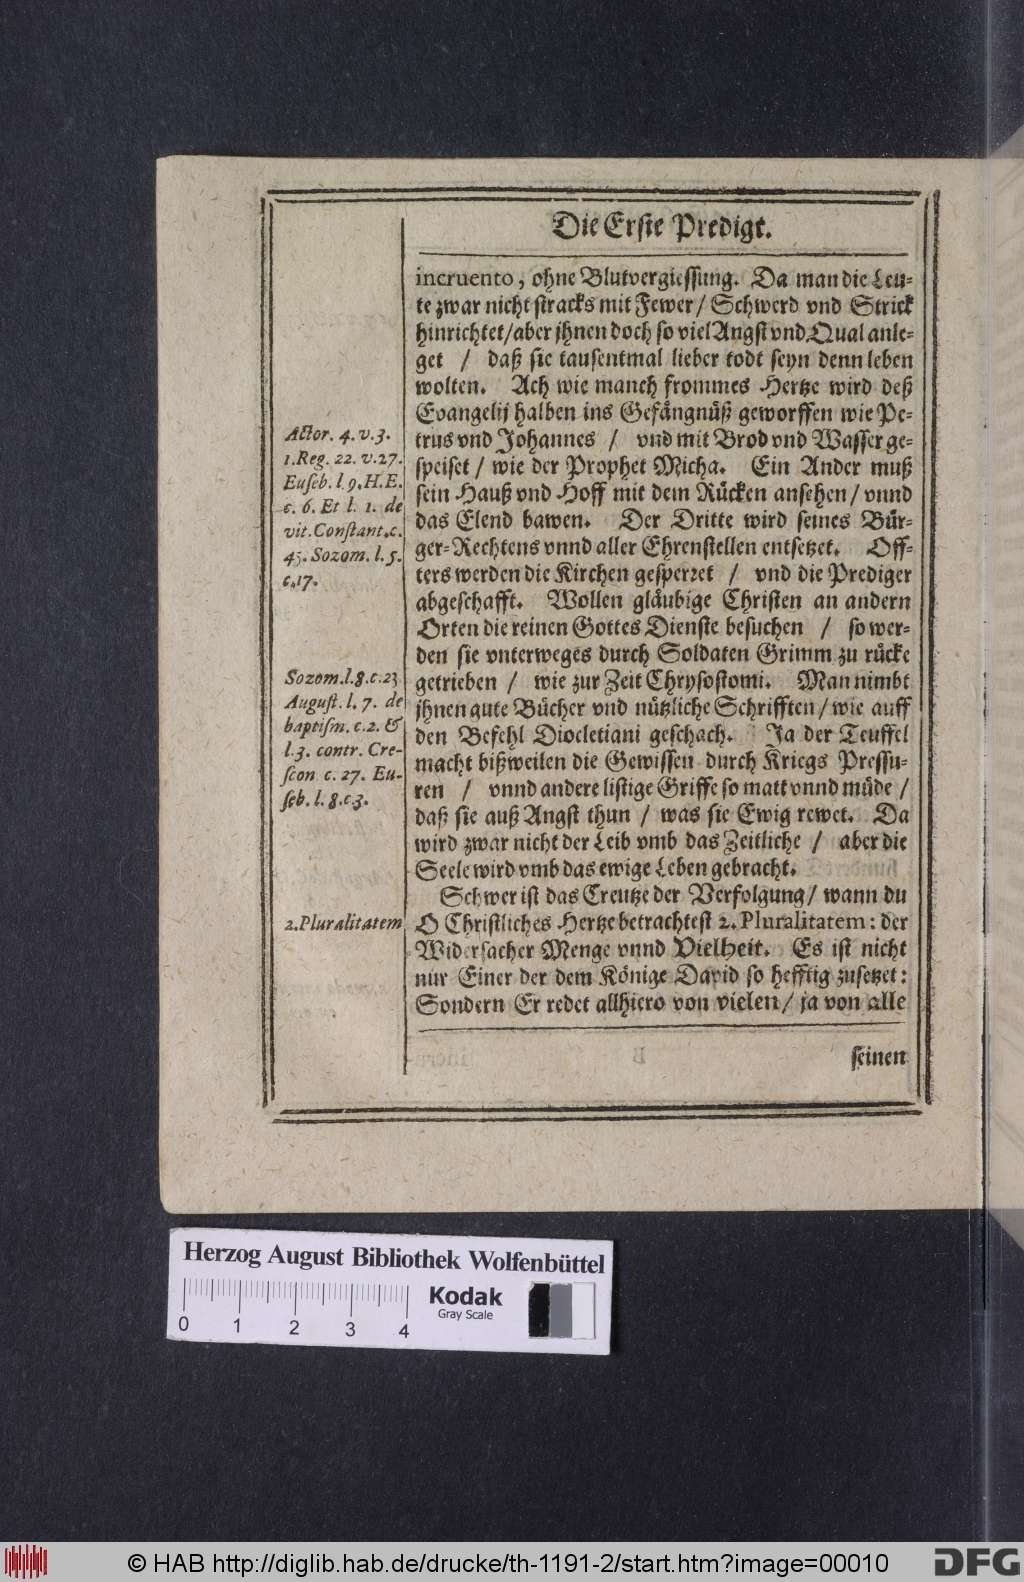 Die Erste Predigt.
incruento, ohne Blutvergiessung. Da man die Leu-
te zwar nicht stracks mit Fewer / Schwerd vnd Strick
hinrichtet / aber jhnen doch so viel Angst vnd Qual anle-
get / daß sie tausentmal lieber todt seyn denn leben
wolten. Ach wie manch frommes Hertze wird deß
Evangelij halben ins Gefängnüß geworffen wie Pe-
trus vnd Johannes / vnd mit Brod vnd Wasser ge-
speiset / wie der Prophet Micha. Ein Ander muß
sein Hauß vnd Hoff mit dem Rücken ansehen / vnnd
das Elend bawen. Der Dritte wird seines Bür-
ger-Rechtens vnnd aller Ehrenstellen entsetzet. Off-
ters werden die Kirchen gesperret / vnd die Prediger
abgeschafft. Wollen gläubige Christen an andern
Orten die reinen Gottes Dienste besuchen / so wer-
den sie vnterweges durch Soldaten Grimm zu rücke
getrieben / wie zur Zeit Chrysostomi. Man nimbt
jhnen gute Bücher vnd nützliche Schrifften / wie auff
den Befehl Diocletiani geschach. Ja der Teuffel
macht bißweilen die Gewissen durch Kriegs Pressu-
ren / vnnd andere listige Griffe so matt vnnd müde /
daß sie auß Angst thun / was sie Ewig rewet. Da
wird zwar nicht der Leib vmb das Zeitliche / aber die
Seele wird vmb das ewige Leben gebracht.
Schwer ist das Creutze der Verfolgung / wann du
O Christliches Hertze betrachtest 2. Pluralitatem: der
Widersacher Menge vnnd Vielheit. Es ist nicht
nur Einer der dem Könige David so hefftig zusetzet:
Sondern Er redet allhiero von vielen / ja von alle
seinen
Actor. 4. v. 3.
1. Reg. 22. v. 27.
Euseb. l 9. H. E.
c. 6. Et l. 1. de
vit. Constant. c.
45. Sozom. l. 5.
c. 17.
Sozom. l. 8. c. 23
August. l. 7. de
baptism. c. 2. &
l. 3. contr. Cre-
scon c. 27. Eu-
seb. l. 8. c 3.
2. Pluralitatem
Herzog August Bibliothek Wolfenbüttel
0 1 2 3 4
Kodak
Gray Scale
© HAB http://diglib.hab.de/drucke/th-1191-2/start.htm?image=00010
DFG